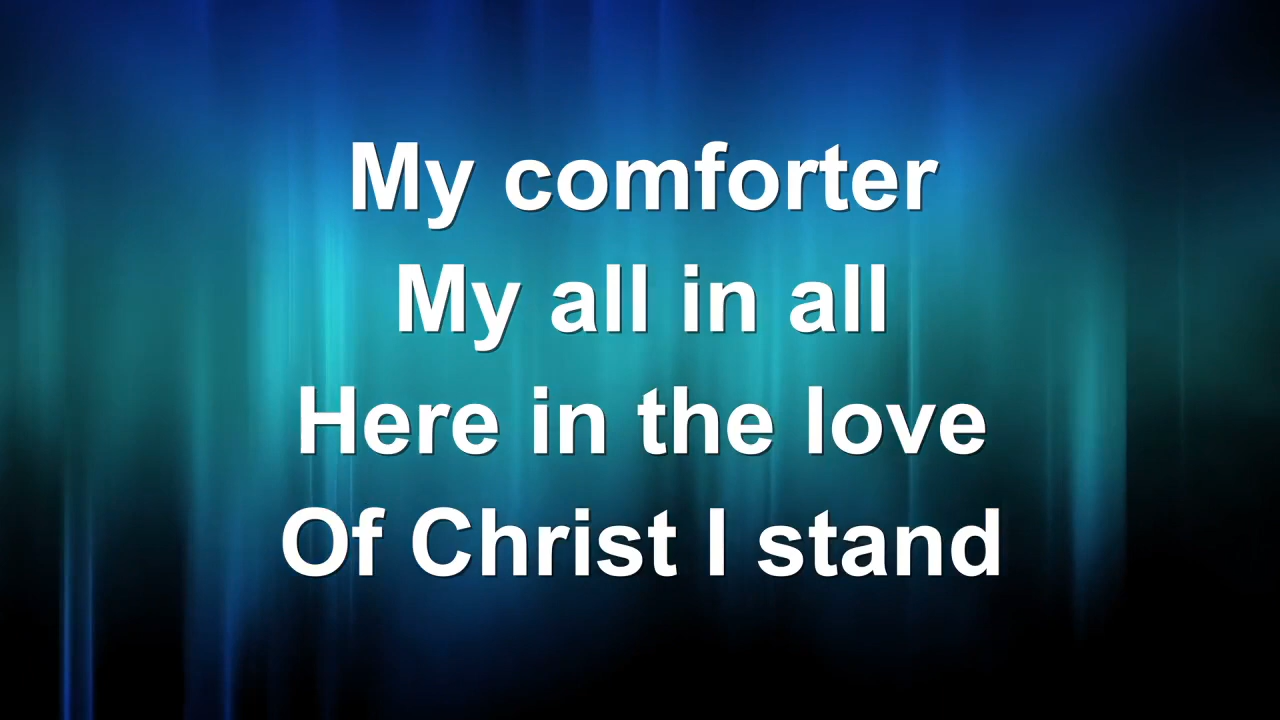 My comforter
My all in all
Here in the love
Of Christ I stand